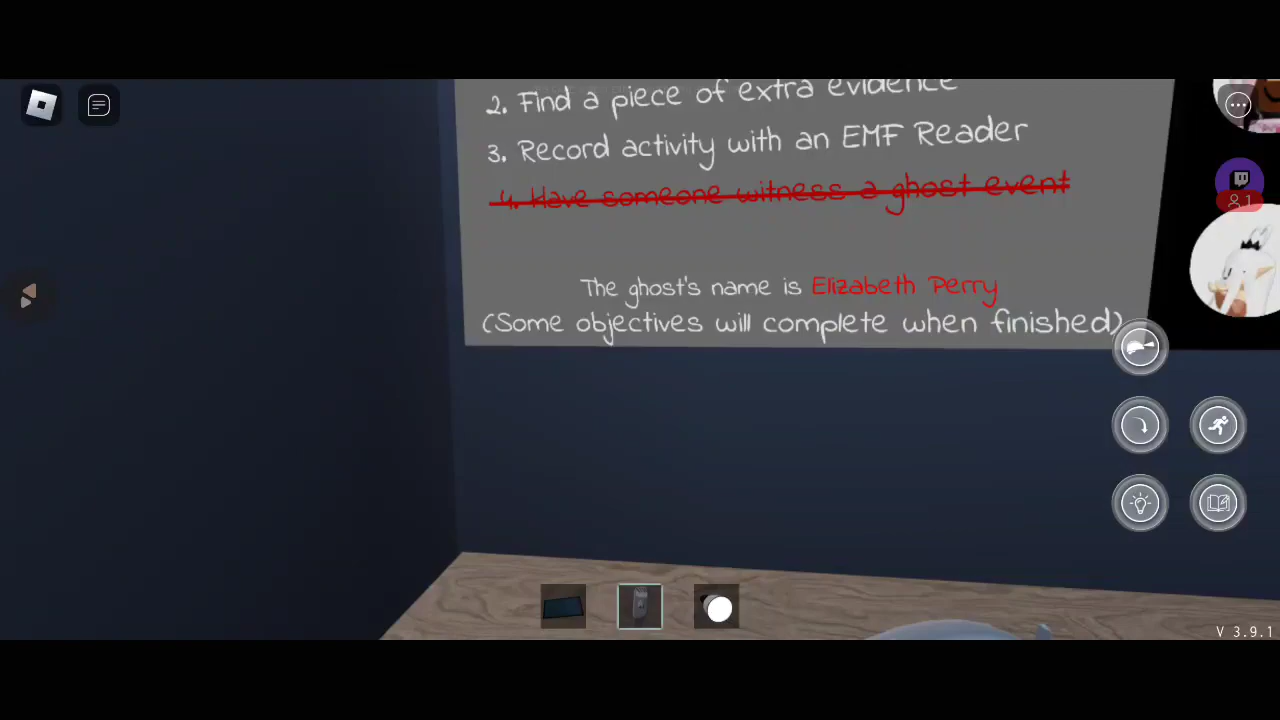 2. Find a piece of extra evidence
3. Record activity with an EMF Reader
4. Have someone witness a ghost event
The ghost's name is Elizabeth Perry
(Some objectives will complete when finished)
1
V 3.9.1